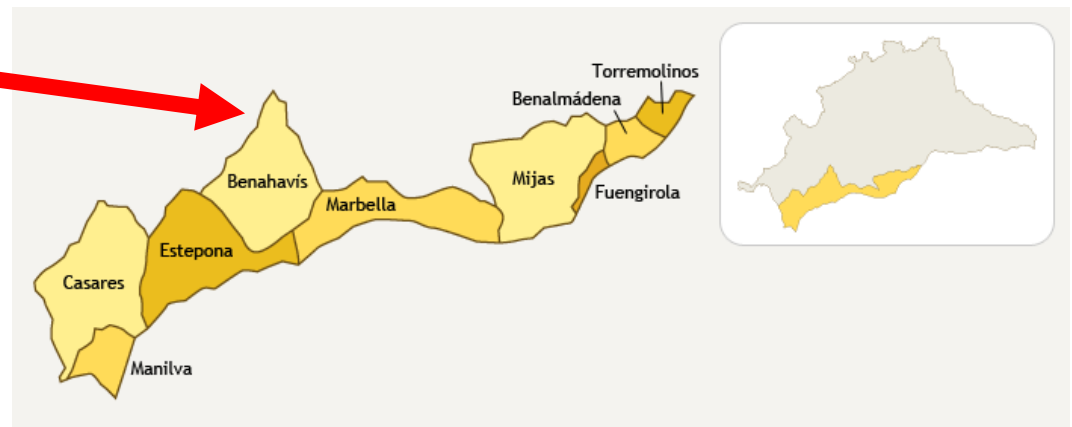 Torremolinos
Benalmádena
Benahavís
Mijas
Fuengirola
Marbella
Estepona
Casares
Manilva